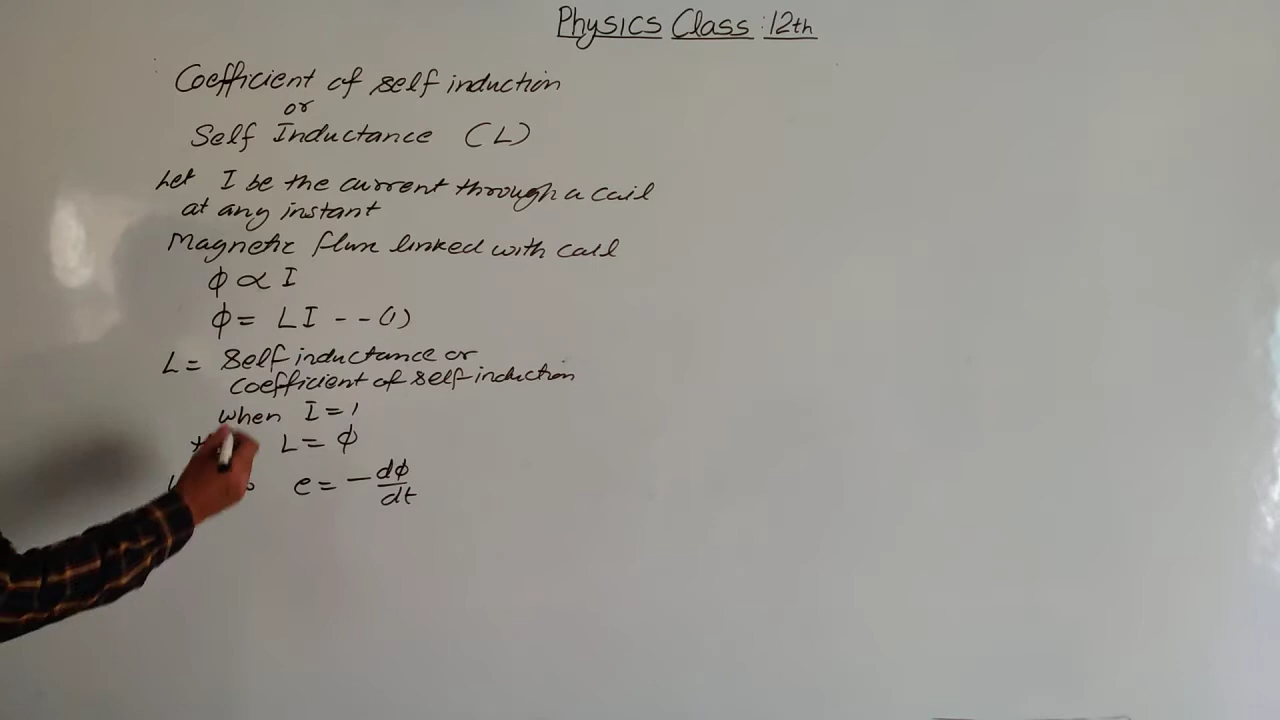 Physics Class : 12th
Coefficient of self induction
or
Self Inductance (L)
Let I be the current through a coil
at any instant
Magnetic flux linked with coil
ϕ ∝ I
ϕ = LI - - (1)
L = Self inductance or
Coefficient of self induction
when I = 1
L = ϕ
e = - dϕ/dt